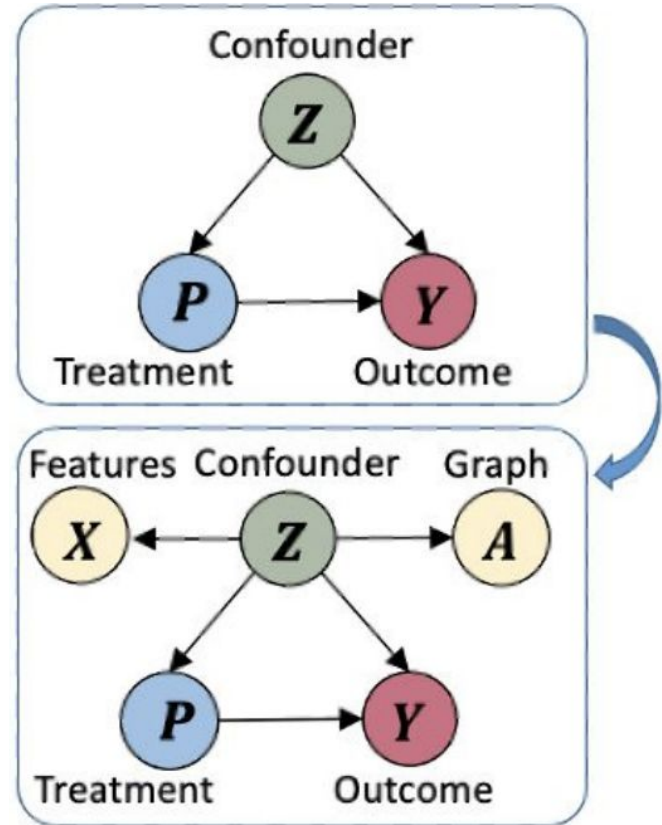 Confounder
Z
P Y
Treatment Outcome
Features Confounder Graph
X Z A
P Y
Treatment Outcome